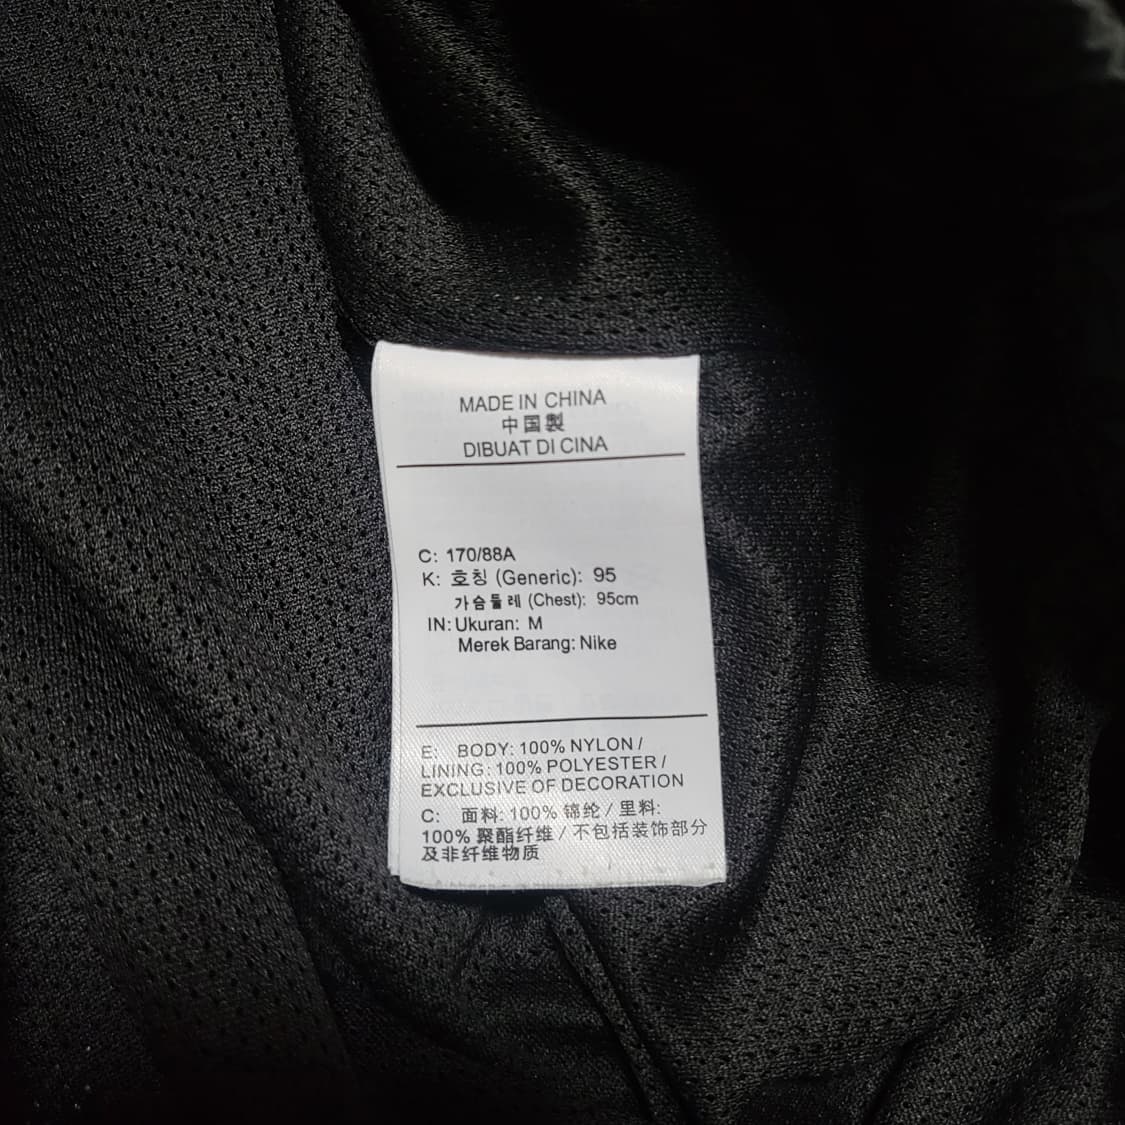 MADE IN CHINA
中国製
DIBUAT DI CINA
C: 170/88A
K: 호칭 (Generic): 95
가슴둘레 (Chest): 95cm
IN: Ukuran: M
Merek Barang: Nike
E: BODY: 100% NYLON /
LINING: 100% POLYESTER /
EXCLUSIVE OF DECORATION
C: 面料: 100% 锦纶 / 里料:
100% 聚酯纤维 / 不包括装饰部分
及非纤维物质